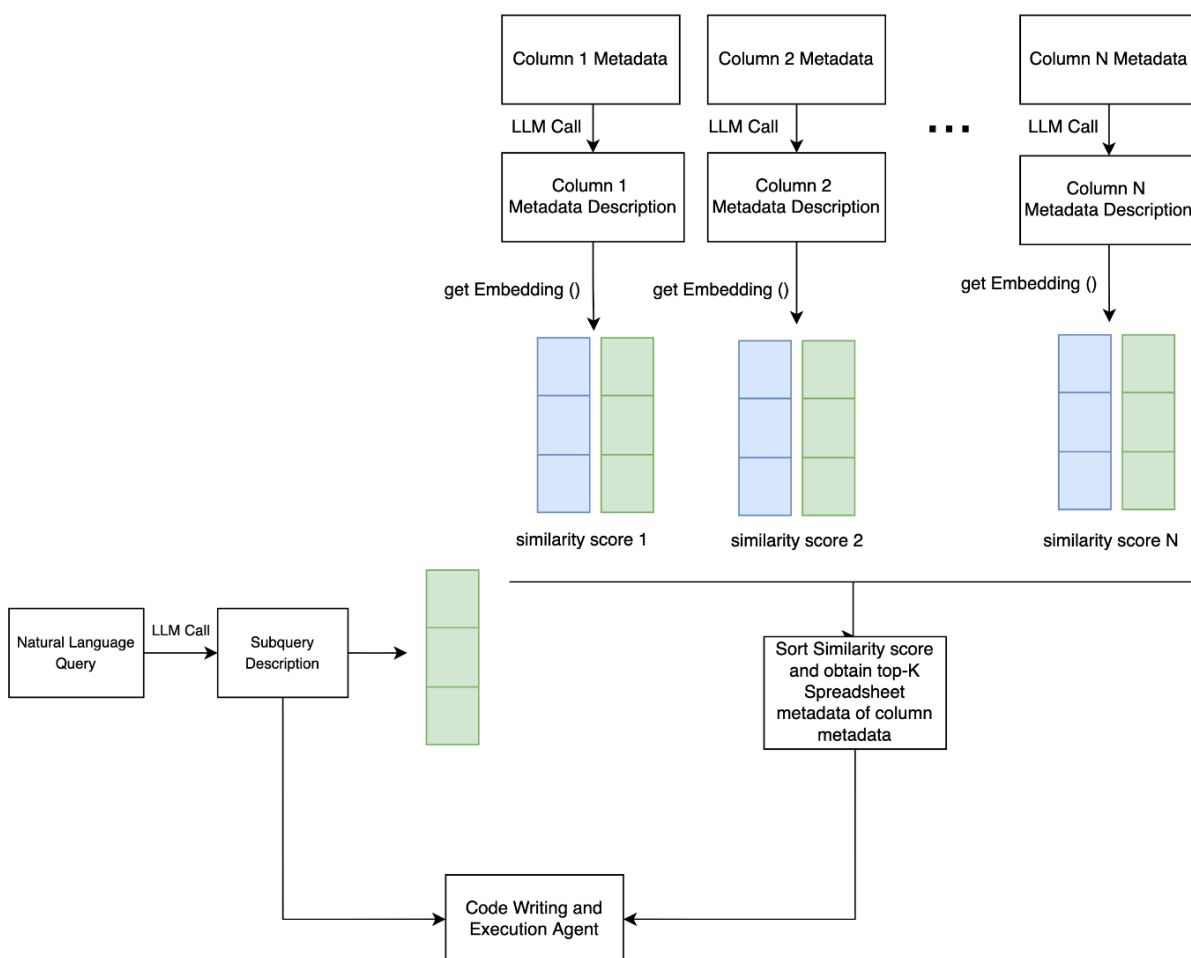 Column 1 Metadata
Column 2 Metadata
Column N Metadata
LLM Call
LLM Call
LLM Call
Column 1
Metadata Description
Column 2
Metadata Description
Column N
Metadata Description
get Embedding ()
get Embedding ()
get Embedding ()
similarity score 1
similarity score 2
similarity score N
Natural Language
Query
LLM Call
Subquery
Description
Sort Similarity score
and obtain top-K
Spreadsheet
metadata of column
metadata
Code Writing and
Execution Agent